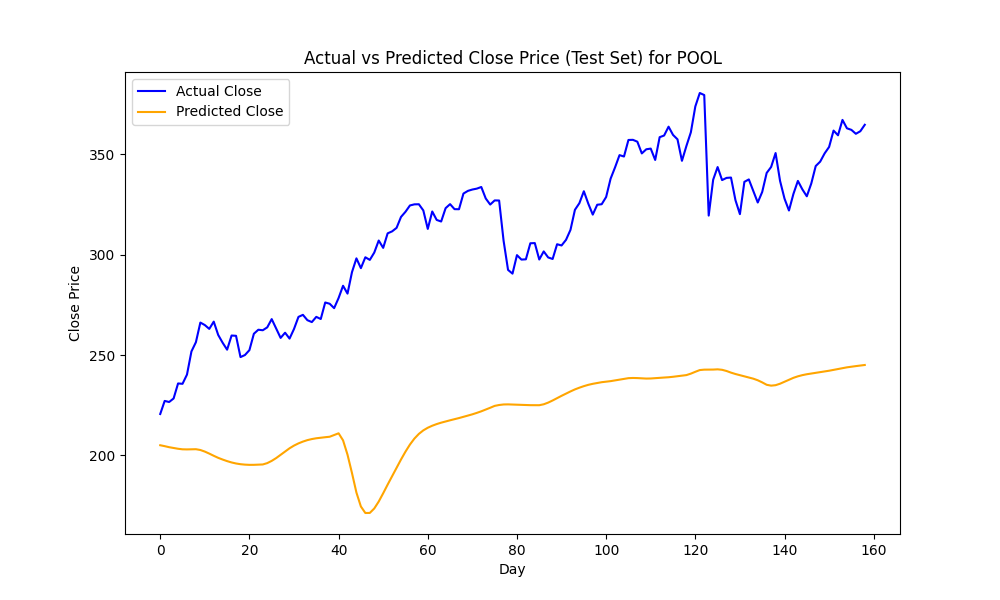 Actual vs Predicted Close Price (Test Set) for POOL
Actual Close
Predicted Close
Close Price
350
300
250
200
0 20 40 60 80 100 120 140 160
Day